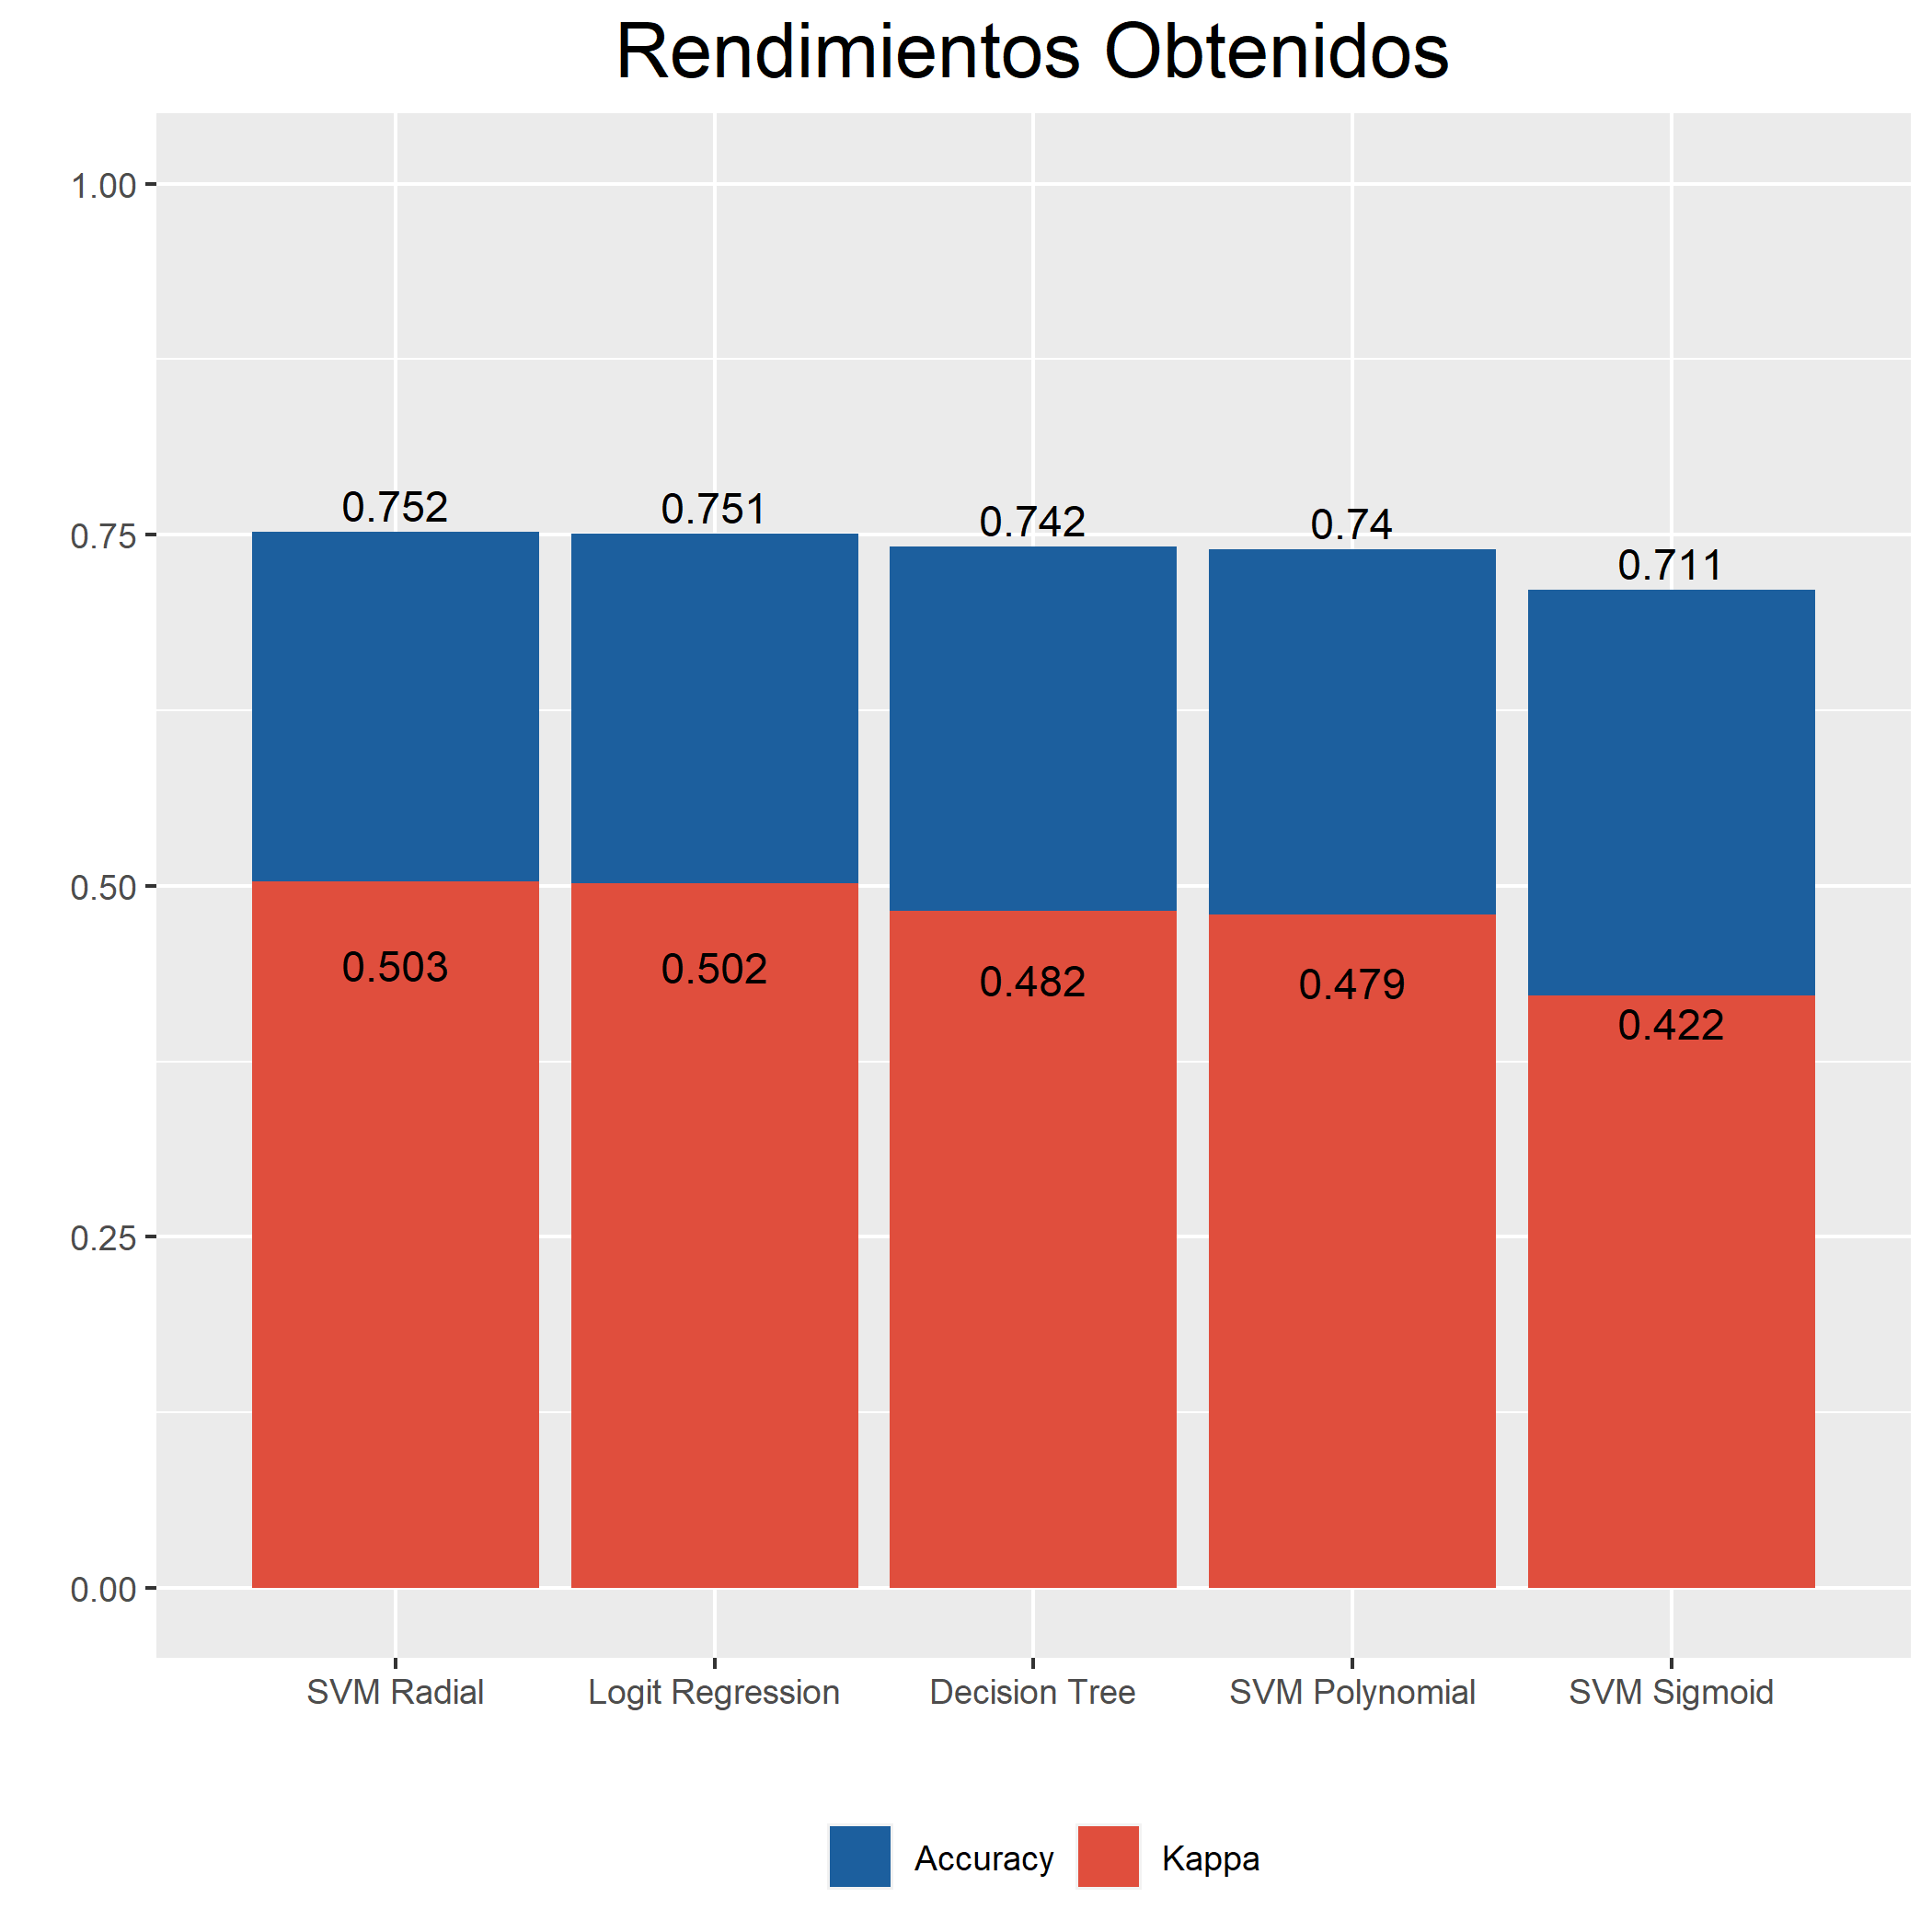 Rendimientos Obtenidos
1.00
0.75
0.50
0.25
0.00
0.752
0.751
0.742
0.74
0.711
0.503
0.502
0.482
0.479
0.422
SVM Radial
Logit Regression
Decision Tree
SVM Polynomial
SVM Sigmoid
Accuracy
Kappa